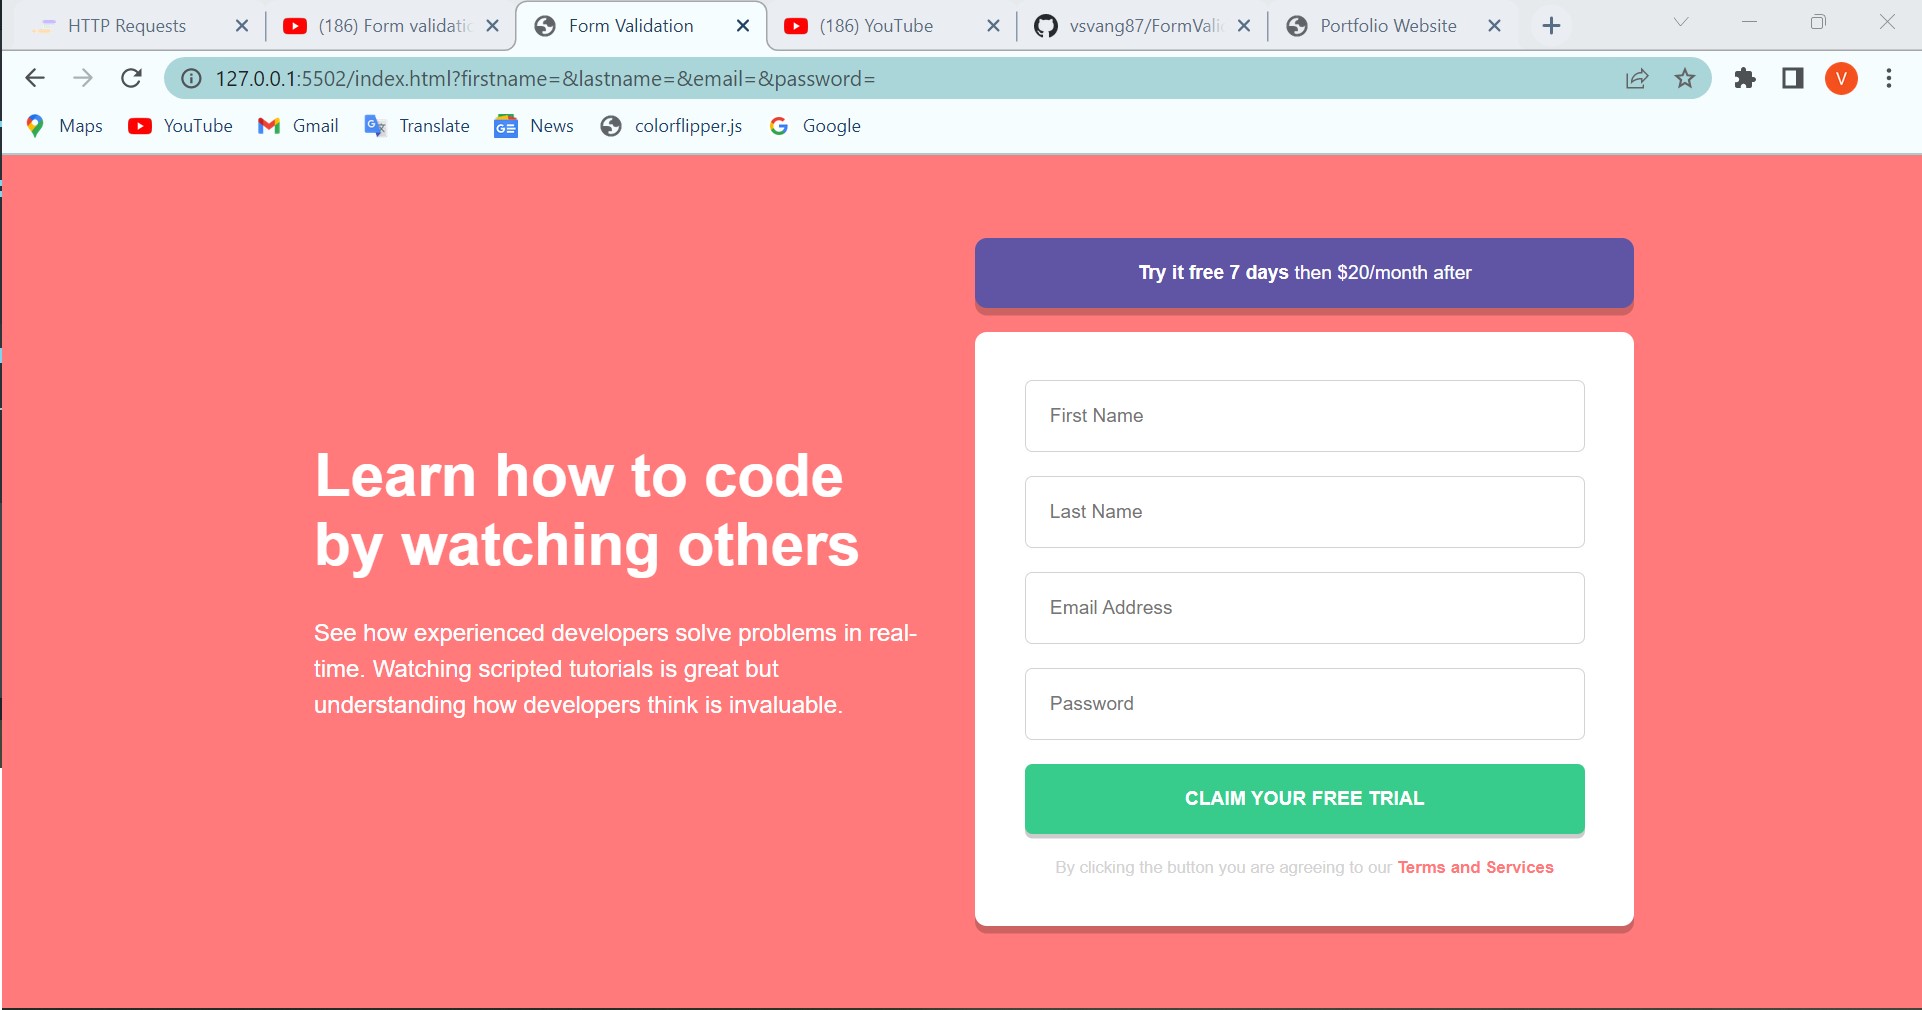 HTTP Requests
(186) Form validatio
Form Validation
(186) YouTube
vsvang87/FormVali
Portfolio Website
127.0.0.1:5502/index.html?firstname=&lastname=&email=&password=
V
Maps
YouTube
Gmail
Translate
News
colorflipper.js
Google
Try it free 7 days then $20/month after
First Name
Last Name
Email Address
Password
CLAIM YOUR FREE TRIAL
By clicking the button you are agreeing to our Terms and Services
Learn how to code
by watching others
See how experienced developers solve problems in real-
time. Watching scripted tutorials is great but
understanding how developers think is invaluable.